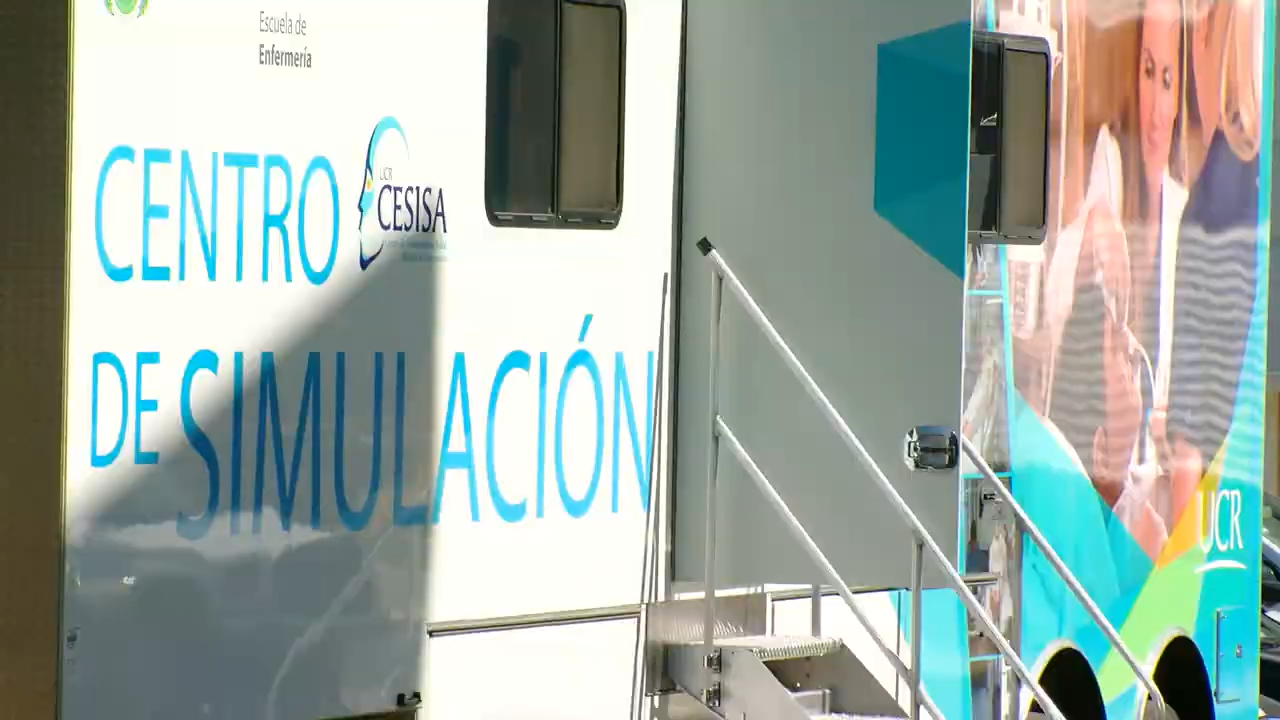 Escuela de
Enfermería
CENTRO
UCR
CESISA
DE SIMULACIÓN
UCR